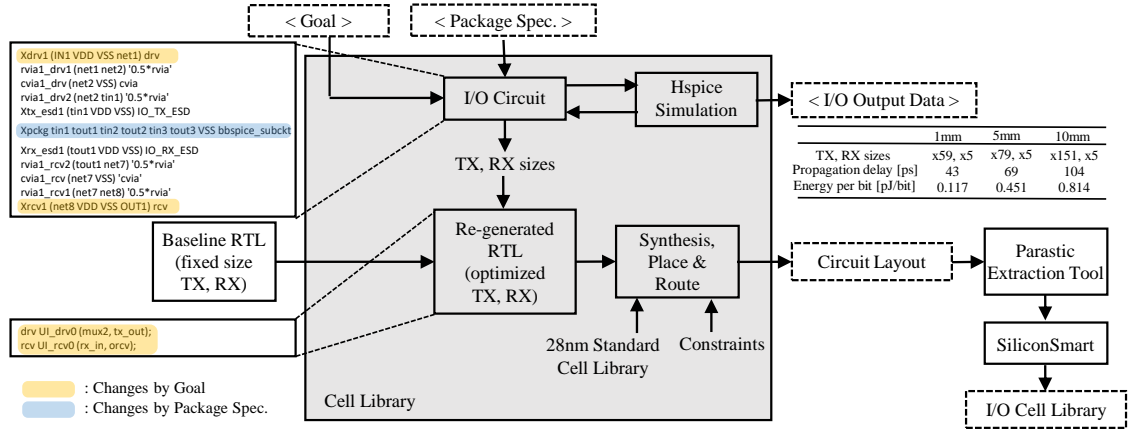 < Goal >
< Package Spec. >
Xdrv1 (IN1 VDD VSS net1) drv
rvia1_drv1 (net1 net2) '0.5*rvia'
cvia1_drv (net2 VSS) cvia
rvia1_drv2 (net2 tin1) '0.5*rvia'
Xtx_esd1 (tin1 VDD VSS) IO_TX_ESD
Xpckg tin1 tout1 tin2 tout2 tin3 tout3 VSS bbspice_subckt
Xrx_esd1 (tout1 VDD VSS) IO_RX_ESD
rvia1_rcv2 (tout1 net7) '0.5*rvia'
cvia1_rcv (net7 VSS) 'cvia'
rvia1_rcv1 (net7 net8) '0.5*rvia'
Xrcv1 (net8 VDD VSS OUT1) rcv
I/O Circuit
Hspice
Simulation
< I/O Output Data >
1mm 5mm 10mm
TX, RX sizes x59, x5 x79, x5 x151, x5
Propagation delay [ps] 43 69 104
Energy per bit [pJ/bit] 0.117 0.451 0.814
TX, RX sizes
Baseline RTL
(fixed size
TX, RX)
Re-generated
RTL
(optimized
TX, RX)
Synthesis,
Place &
Route
Circuit Layout
Parastic
Extraction Tool
drv UI_drv0 (mux2, tx_out);
rcv UI_rcv0 (rx_in, orcv);
28nm Standard
Cell Library
Constraints
SiliconSmart
: Changes by Goal
: Changes by Package Spec.
Cell Library
I/O Cell Library